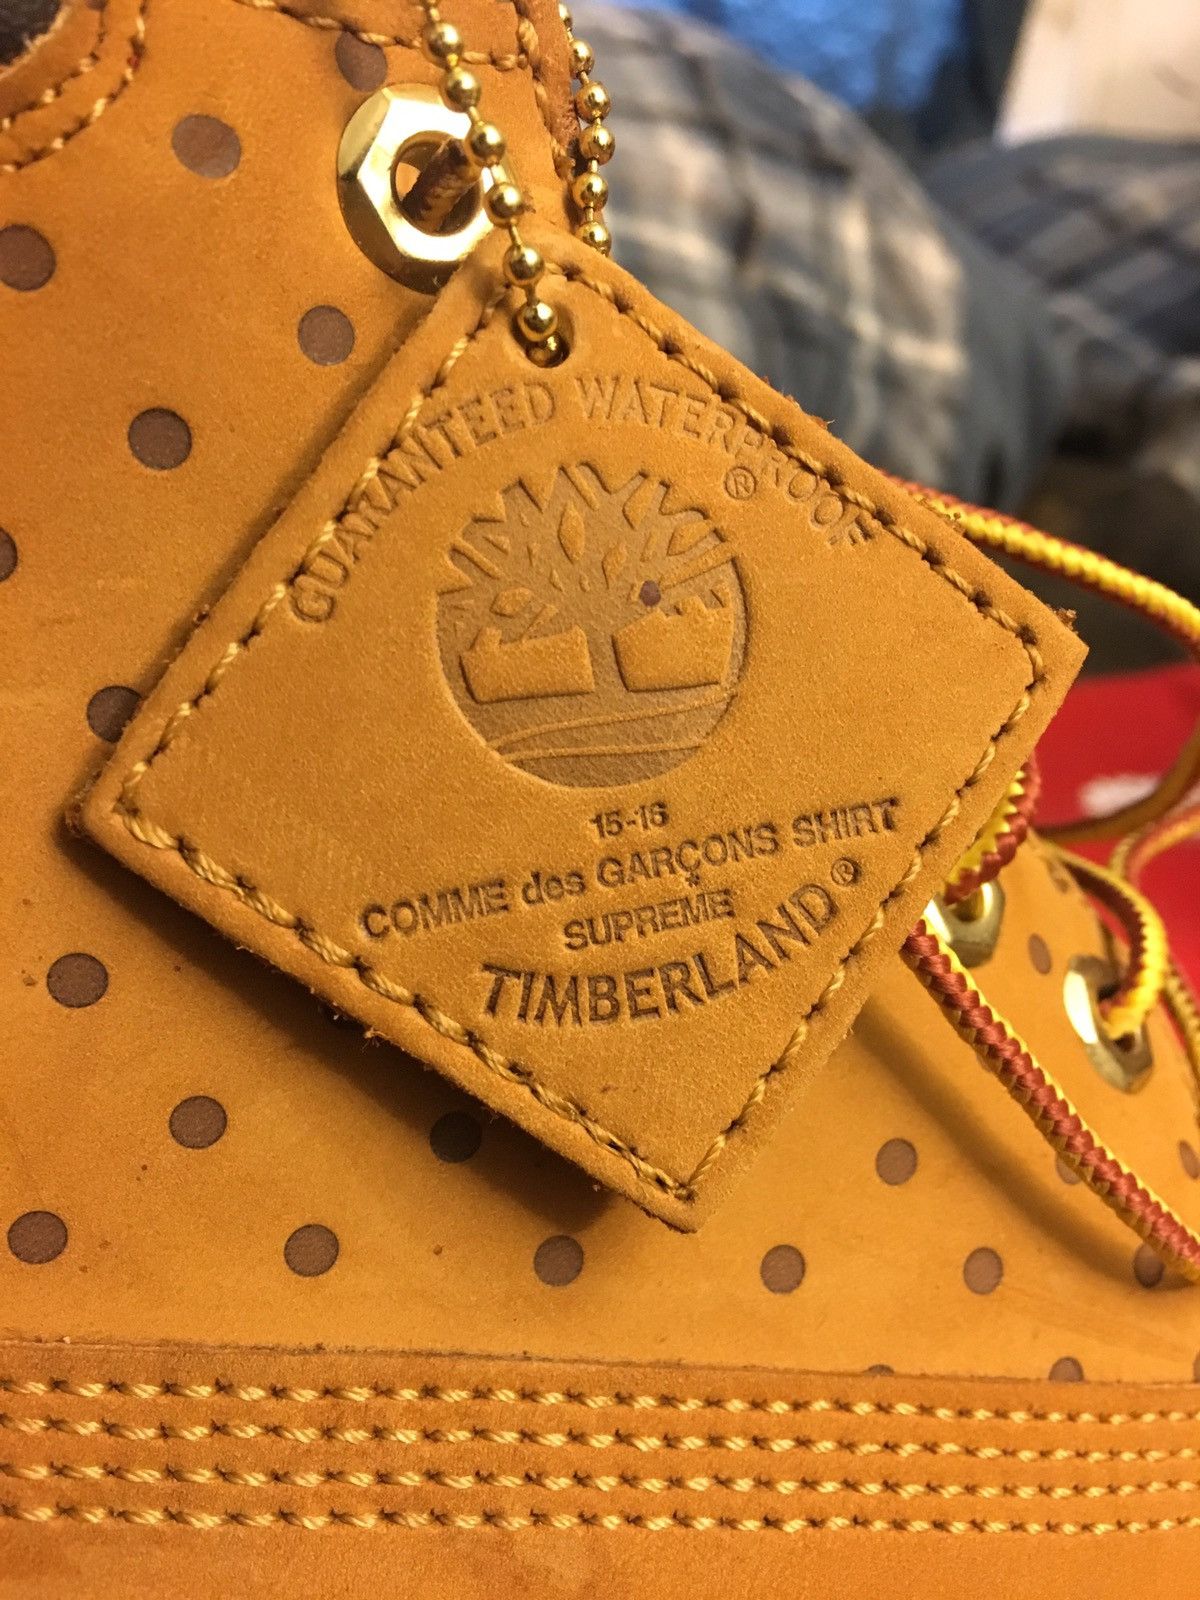 GUARANTEED WATERPROOF
®
15-16
COMME des GARÇONS SHIRT
SUPREME
TIMBERLAND®